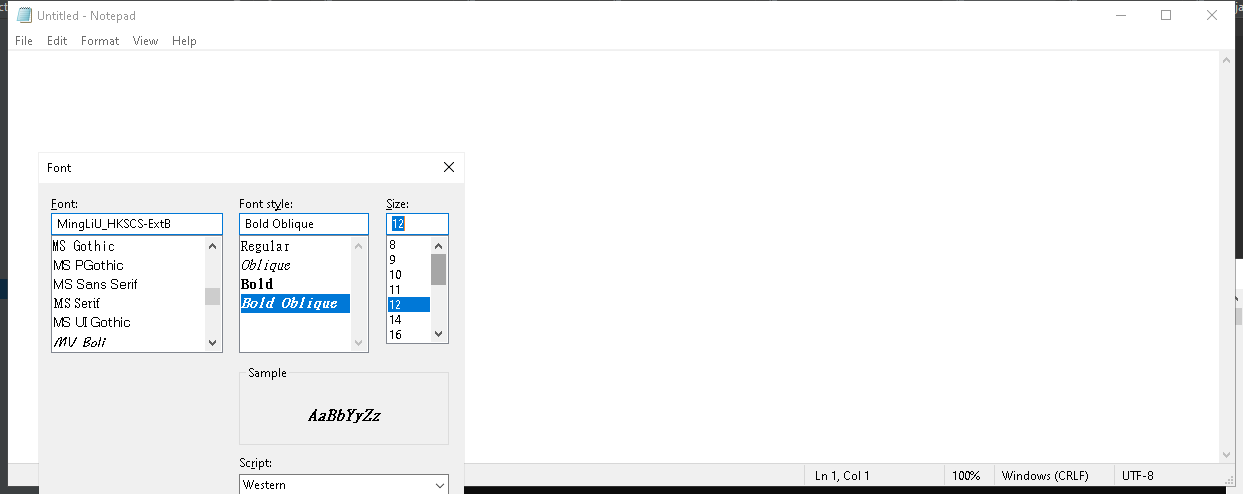 Untitled - Notepad
File Edit Format View Help
Font
Font: Font style: Size:
MingLiU_HKSCS-ExtB Bold Oblique 12
MS Gothic Regular 8
MS PGothic Oblique 9
MS Sans Serif Bold 10
MS Serif Bold Oblique 11
MS UI Gothic 12
MV Boli 14
16
Sample
AaBbYyZz
Script:
Western
Ln 1, Col 1 100% Windows (CRLF) UTF-8